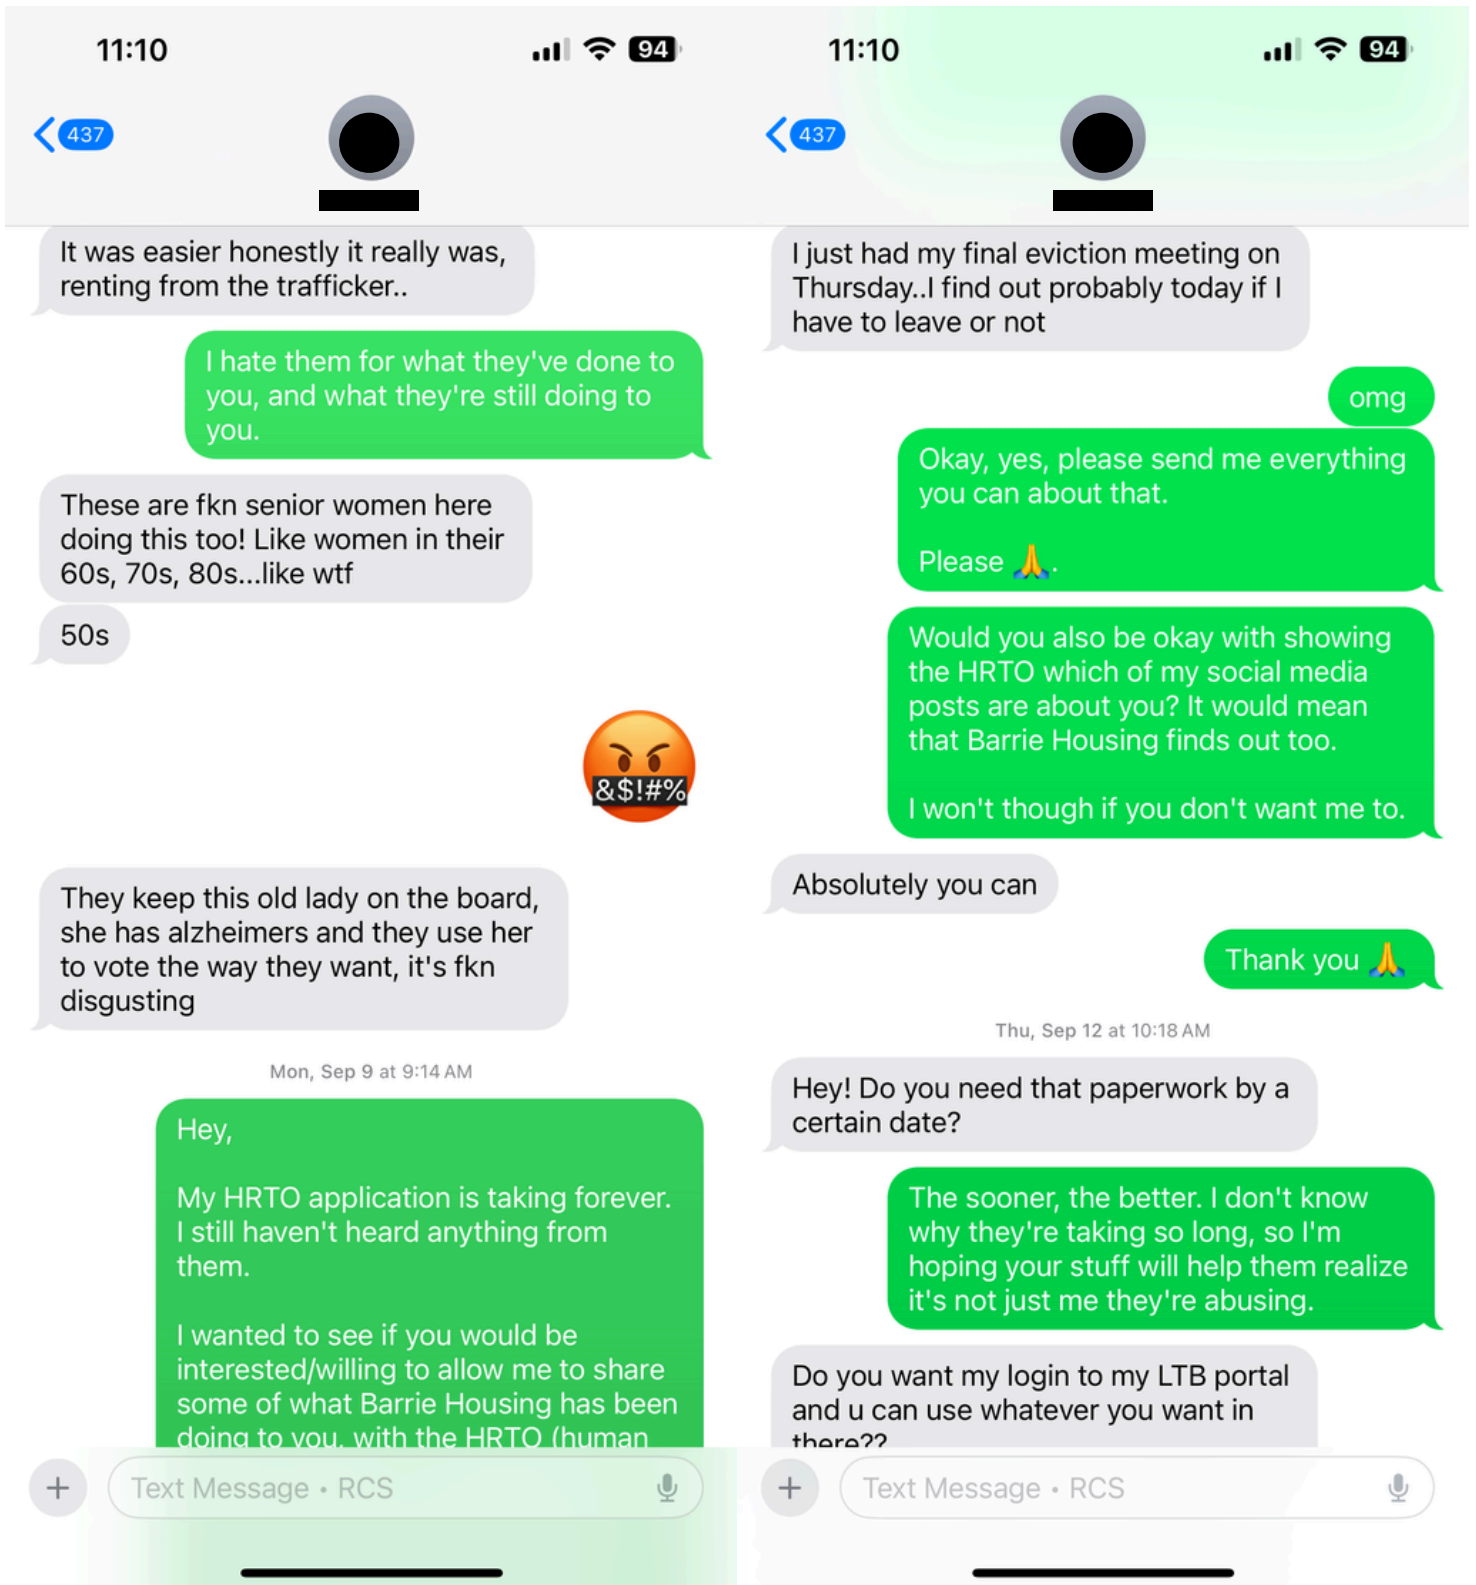 11:10
94
437
It was easier honestly it really was,
renting from the trafficker..
I hate them for what they've done to
you, and what they're still doing to
you.
These are fkn senior women here
doing this too! Like women in their
60s, 70s, 80s...like wtf
50s
&$!#%
They keep this old lady on the board,
she has alzheimers and they use her
to vote the way they want, it's fkn
disgusting
Mon, Sep 9 at 9:14 AM
Hey,
My HRTO application is taking forever.
I still haven't heard anything from
them.
I wanted to see if you would be
interested/willing to allow me to share
some of what Barrie Housing has been
doing to you, with the HRTO (human
Text Message • RCS
11:10
94
437
I just had my final eviction meeting on
Thursday..I find out probably today if I
have to leave or not
omg
Okay, yes, please send me everything
you can about that.
Please 🙏.
Would you also be okay with showing
the HRTO which of my social media
posts are about you? It would mean
that Barrie Housing finds out too.
I won't though if you don't want me to.
Absolutely you can
Thank you 🙏
Thu, Sep 12 at 10:18 AM
Hey! Do you need that paperwork by a
certain date?
The sooner, the better. I don't know
why they're taking so long, so I'm
hoping your stuff will help them realize
it's not just me they're abusing.
Do you want my login to my LTB portal
and u can use whatever you want in
there??
Text Message • RCS